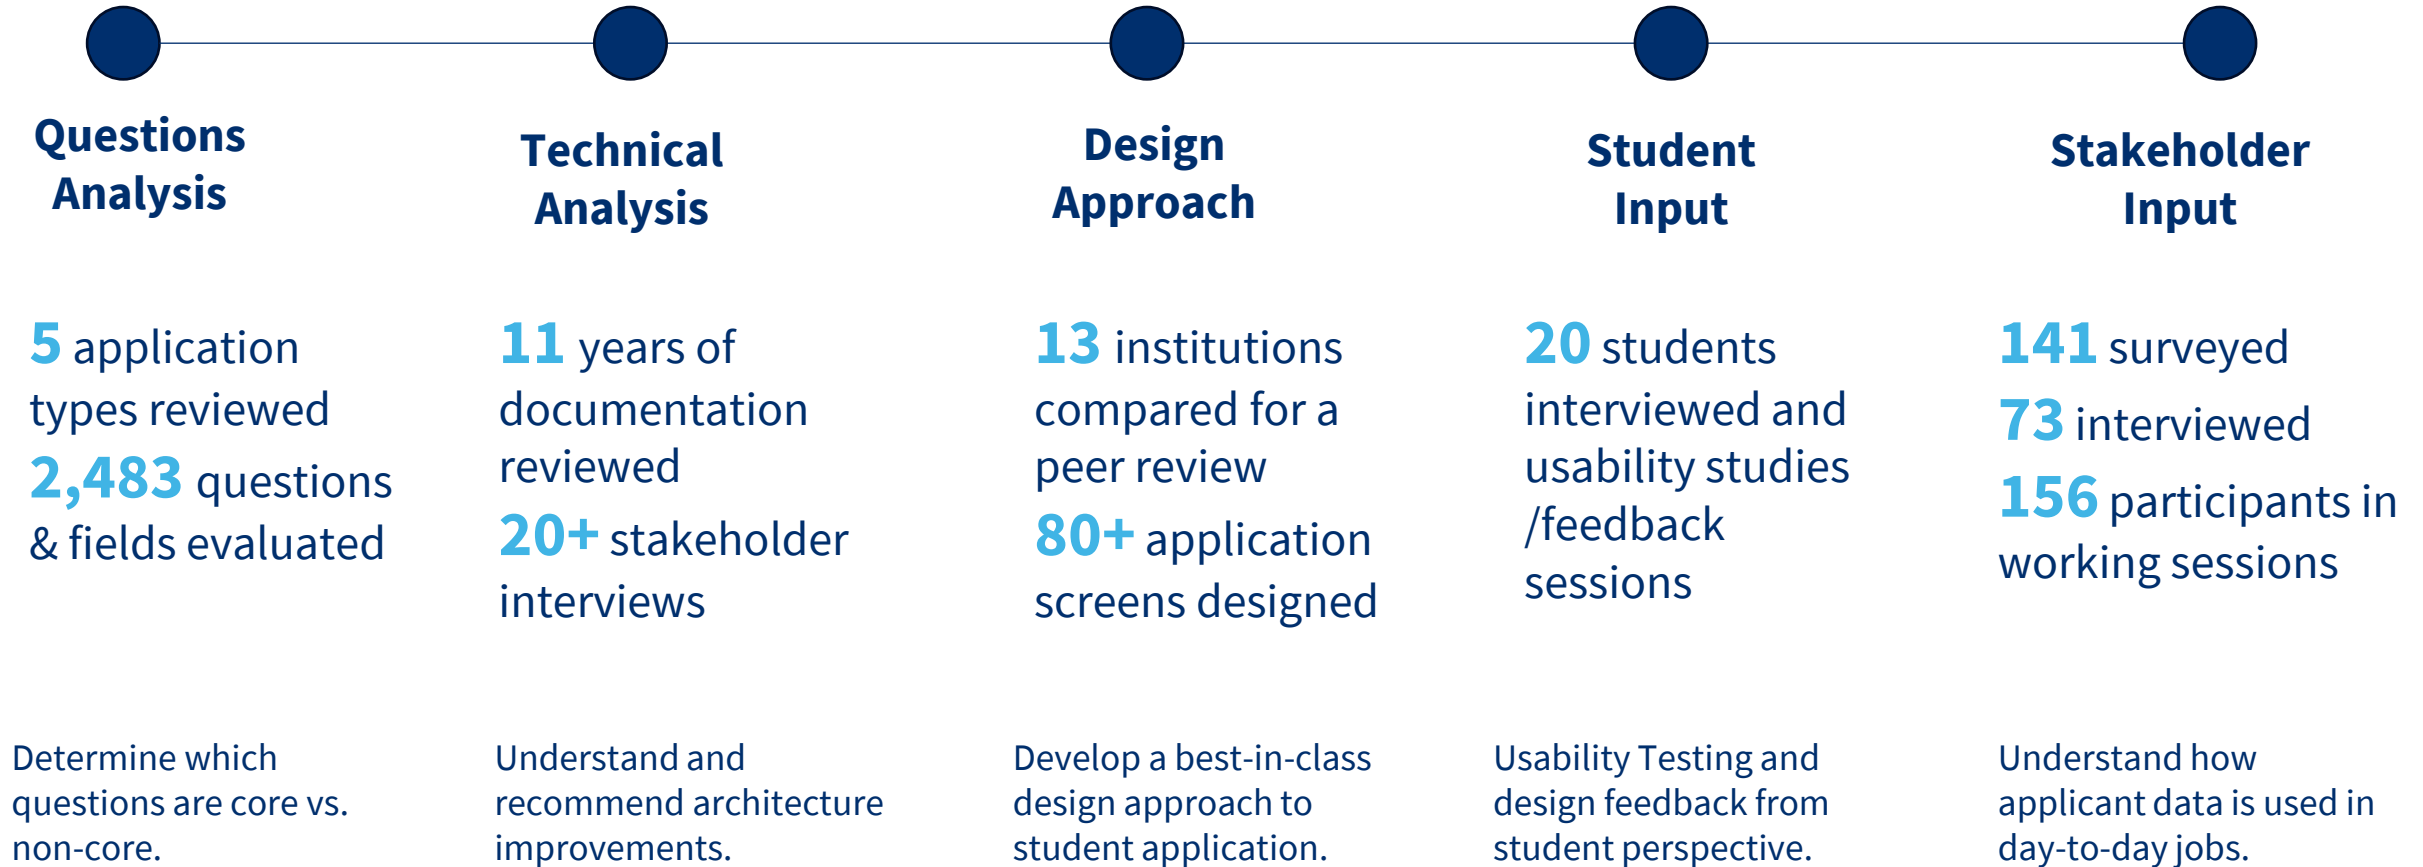 Questions
Analysis
Technical
Analysis
Design
Approach
Student
Input
Stakeholder
Input
5 application
types reviewed
2,483 questions
& fields evaluated
11 years of
documentation
reviewed
20+ stakeholder
interviews
13 institutions
compared for a
peer review
80+ application
screens designed
20 students
interviewed and
usability studies
/feedback
sessions
141 surveyed
73 interviewed
156 participants in
working sessions
Determine which
questions are core vs.
non-core.
Understand and
recommend architecture
improvements.
Develop a best-in-class
design approach to
student application.
Usability Testing and
design feedback from
student perspective.
Understand how
applicant data is used in
day-to-day jobs.